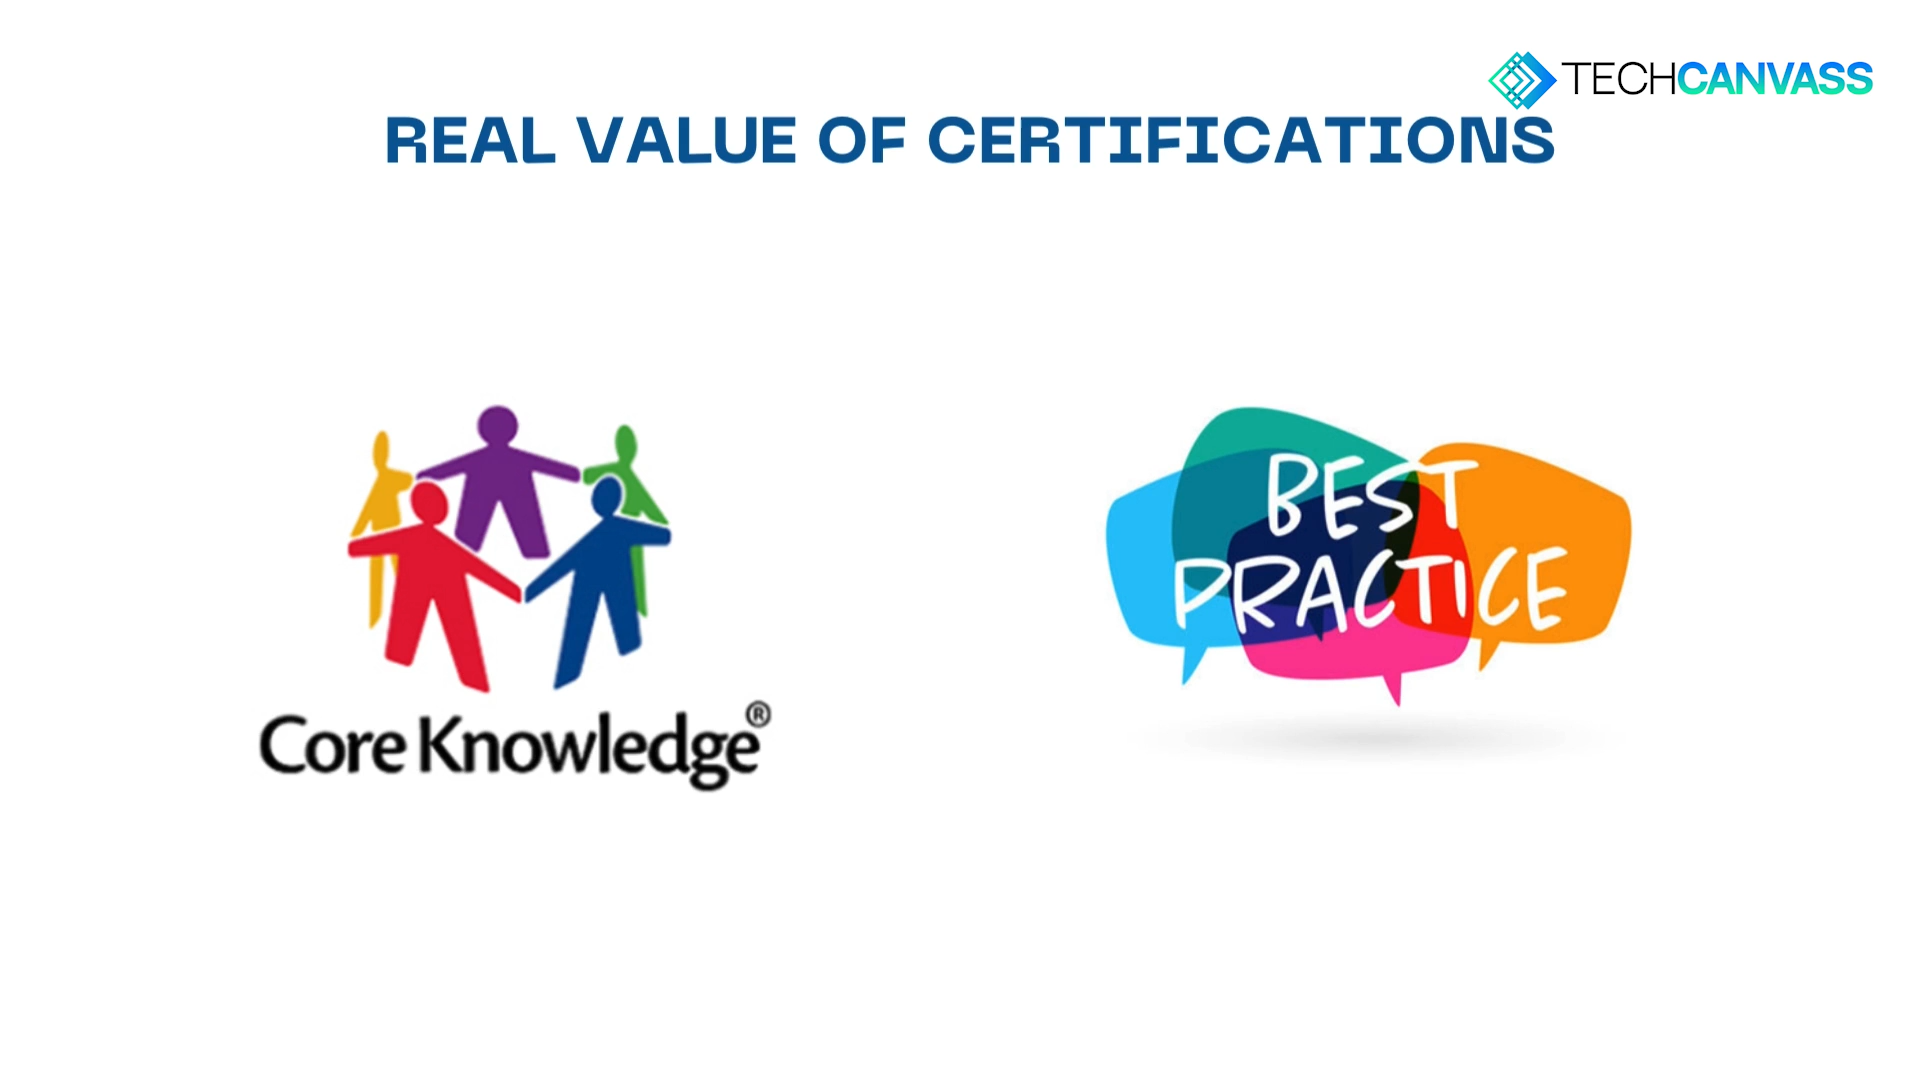 TECHCANVASS
REAL VALUE OF CERTIFICATIONS
BEST
PRACTICE
Core Knowledge®